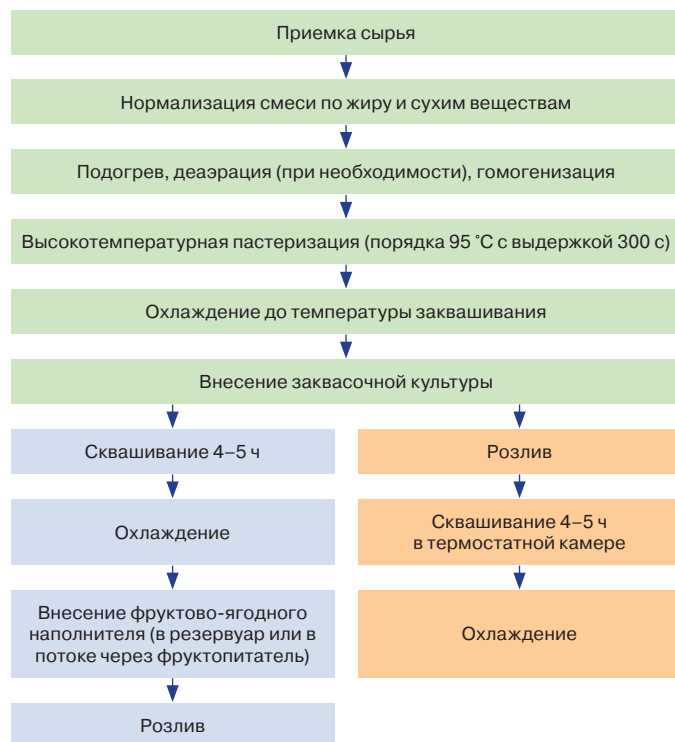 Приемка сырья
Нормализация смеси по жиру и сухим веществам
Подогрев, деаэрация (при необходимости), гомогенизация
Высокотемпературная пастеризация (порядка 95 °C с выдержкой 300 с)
Охлаждение до температуры заквашивания
Внесение заквасочной культуры
Сквашивание 4–5 ч
Охлаждение
Внесение фруктово-ягодного
наполнителя (в резервуар или в
потоке через фруктопитатель)
Розлив
Розлив
Сквашивание 4–5 ч
в термостатной камере
Охлаждение